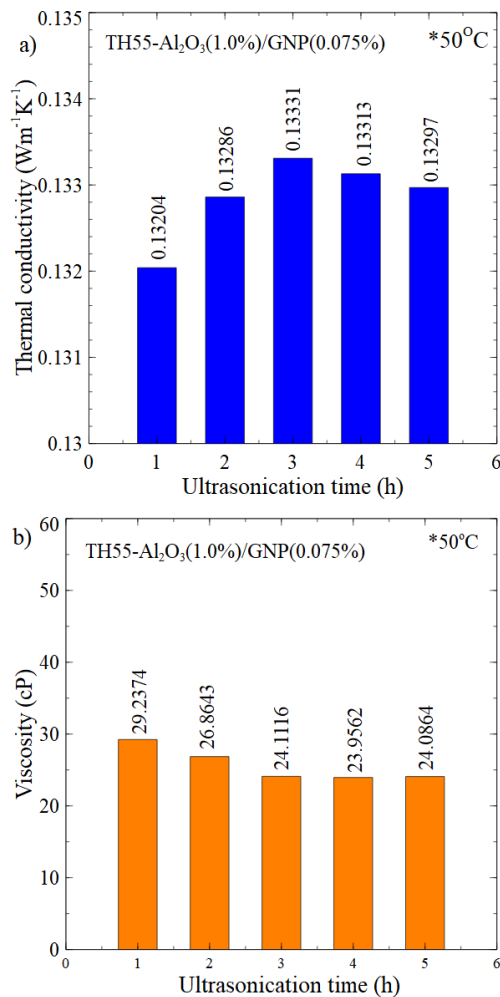 a)
TH55-Al₂O₃(1.0%)/GNP(0.075%)
*50ᴼC
Thermal conductivity (Wm⁻¹K⁻¹)
0.135
0.134
0.133
0.132
0.131
0.13
0.13204
0.13286
0.13331
0.13313
0.13297
0 1 2 3 4 5 6
Ultrasonication time (h)
b)
TH55-Al₂O₃(1.0%)/GNP(0.075%)
*50ºC
Viscosity (cP)
60
50
40
30
20
10
0
29.2374
26.8643
24.1116
23.9562
24.0864
0 1 2 3 4 5 6
Ultrasonication time (h)